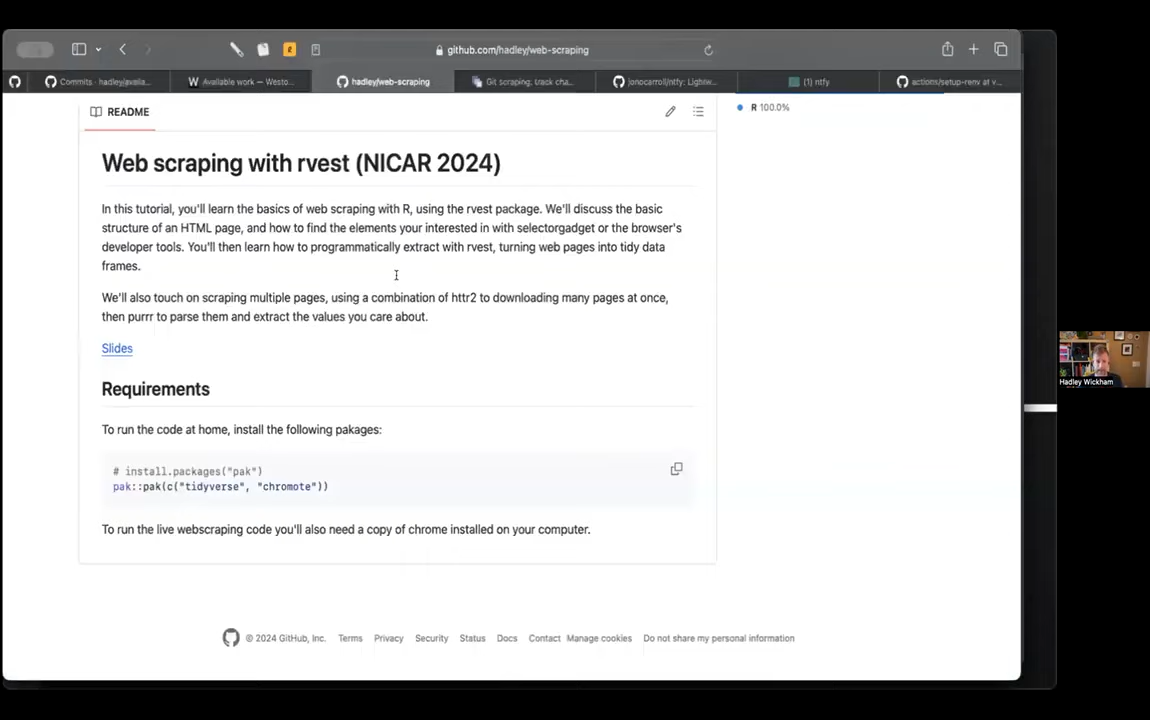 github.com/hadley/web-scraping
Commits · hadley/availa...
Available work — Westo...
hadley/web-scraping
Git scraping: track cha...
jonocarroll/ntfy: Lightw...
(1) ntfy
actions/setup-renv at v...
README
R 100.0%
Web scraping with rvest (NICAR 2024)
In this tutorial, you'll learn the basics of web scraping with R, using the rvest package. We'll discuss the basic
structure of an HTML page, and how to find the elements your interested in with selectorgadget or the browser's
developer tools. You'll then learn how to programmatically extract with rvest, turning web pages into tidy data
frames.
We'll also touch on scraping multiple pages, using a combination of httr2 to downloading many pages at once,
then purrr to parse them and extract the values you care about.
Slides
Requirements
To run the code at home, install the following pakages:
# install.packages("pak")
pak::pak(c("tidyverse", "chromote"))
To run the live webscraping code you'll also need a copy of chrome installed on your computer.
© 2024 GitHub, Inc. Terms Privacy Security Status Docs Contact Manage cookies Do not share my personal information
Hadley Wickham